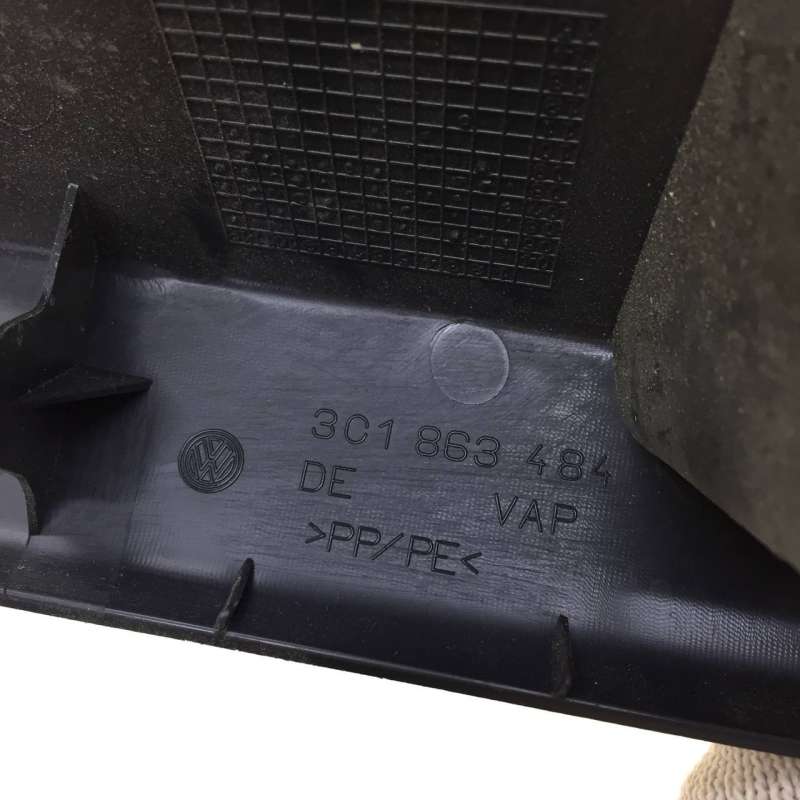 3C1 863 484
DE VAP
>PP/PE<